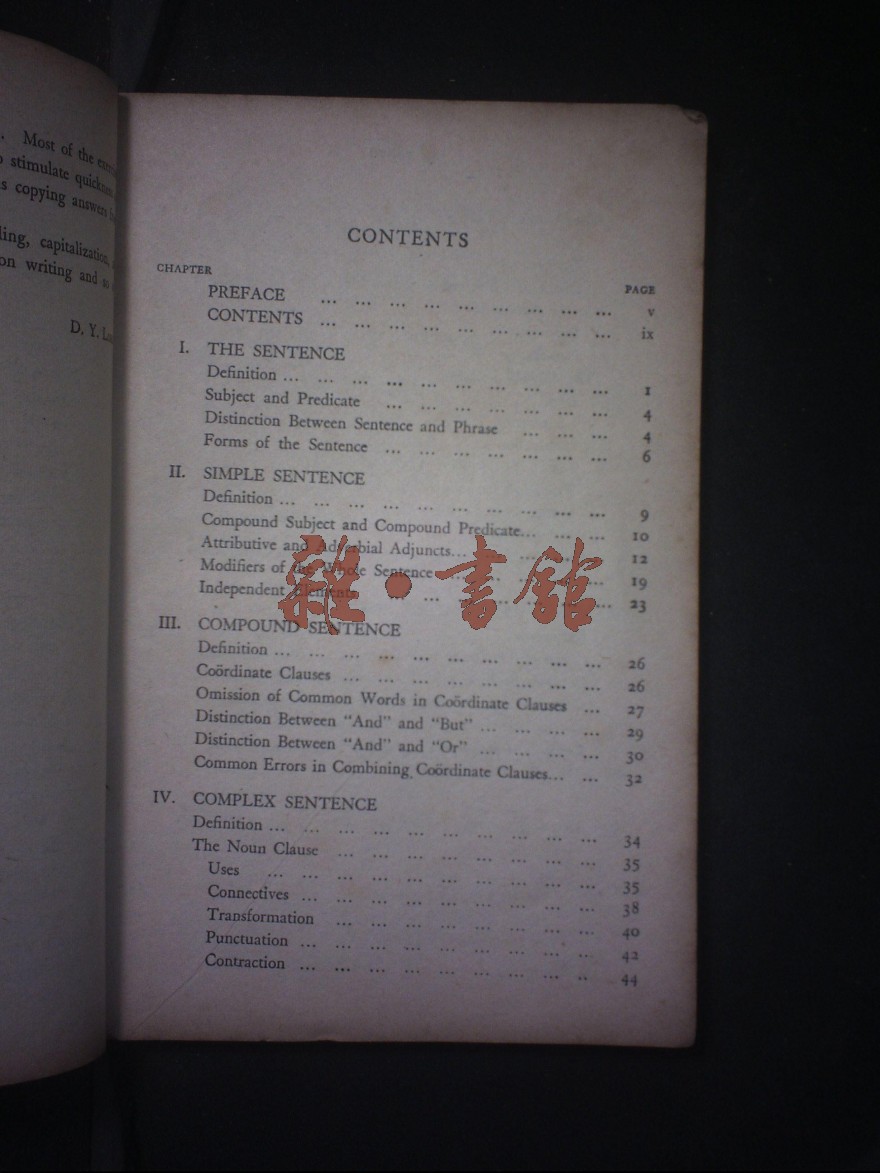 . Most of the
stimulate
s copying answers
ling, capitalization,
on writing and so
D. Y.
CONTENTS
CHAPTER PAGE
PREFACE ... ... ... ... ... ... ... ... ... v
CONTENTS ... ... ... ... ... ... ... ... ... ix
I. THE SENTENCE
Definition ... ... ... ... ... ... ... ... ... ... 1
Subject and Predicate ... ... ... ... ... ... ... 4
Distinction Between Sentence and Phrase ... ... ... 4
Forms of the Sentence ... ... ... ... ... ... ... 6
II. SIMPLE SENTENCE
Definition ... ... ... ... ... ... ... ... ... ... 9
Compound Subject and Compound Predicate... ... ... 10
Attributive and Adverbial Adjuncts... ... ... ... ... 12
Modifiers of the Whole Sentence ... ... ... ... ... 19
Independent Elements ... ... ... ... ... ... ... 23
III. COMPOUND SENTENCE
Definition ... ... ... ... ... ... ... ... ... ... 26
Coördinate Clauses ... ... ... ... ... ... ... ... 26
Omission of Common Words in Coördinate Clauses ... 27
Distinction Between "And" and "But" ... ... ... ... 29
Distinction Between "And" and "Or" ... ... ... ... 30
Common Errors in Combining Coördinate Clauses... ... 32
IV. COMPLEX SENTENCE
Definition ... ... ... ... ... ... ... ... ... ... 34
The Noun Clause ... ... ... ... ... ... ... ... 35
Uses ... ... ... ... ... ... ... ... ... ... 35
Connectives ... ... ... ... ... ... ... ... ... 38
Transformation ... ... ... ... ... ... ... ... 40
Punctuation ... ... ... ... ... ... ... ... ... 42
Contraction ... ... ... ... ... ... ... ... .. 44
雜·書館